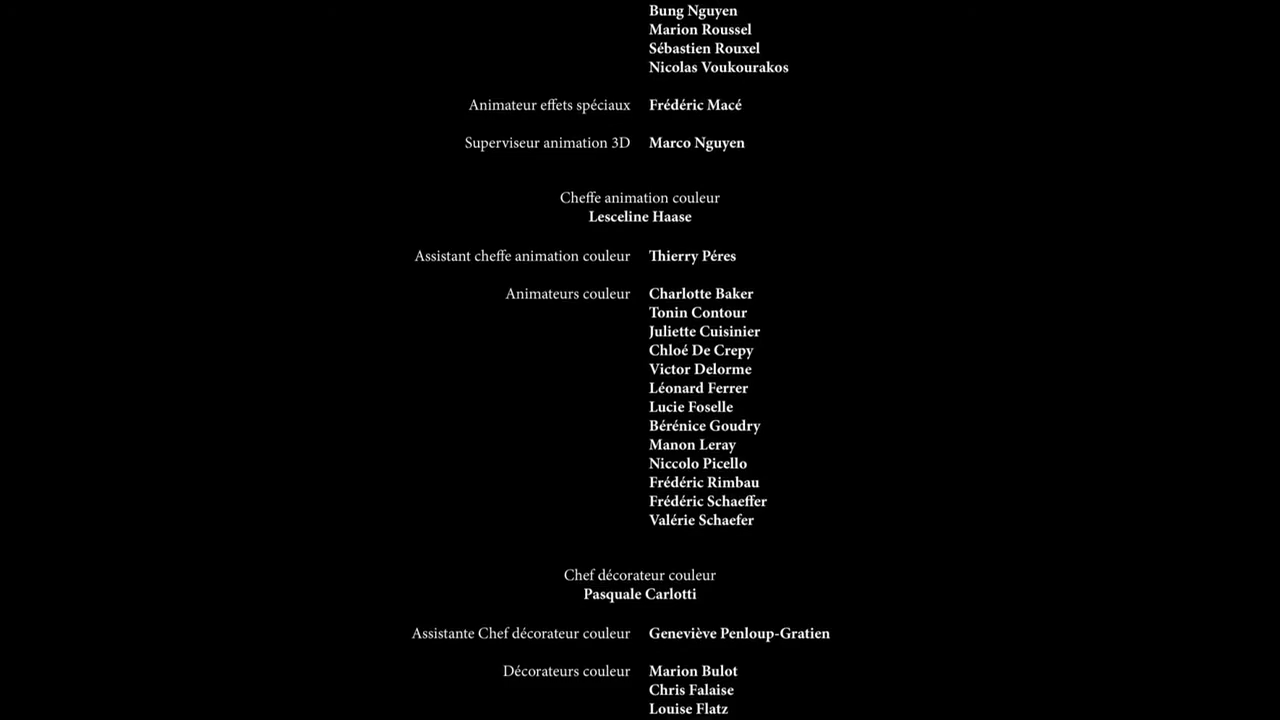 Bung Nguyen
Marion Roussel
Sébastien Rouxel
Nicolas Voukourakos
Animateur effets spéciaux Frédéric Macé
Superviseur animation 3D Marco Nguyen
Cheffe animation couleur
Lesceline Haase
Assistant cheffe animation couleur Thierry Péres
Animateurs couleur Charlotte Baker
Tonin Contour
Juliette Cuisinier
Chloé De Crepy
Victor Delorme
Léonard Ferrer
Lucie Foselle
Bérénice Goudry
Manon Leray
Niccolo Picello
Frédéric Rimbau
Frédéric Schaeffer
Valérie Schaefer
Chef décorateur couleur
Pasquale Carlotti
Assistante Chef décorateur couleur Geneviève Penloup-Gratien
Décorateurs couleur Marion Bulot
Chris Falaise
Louise Flatz